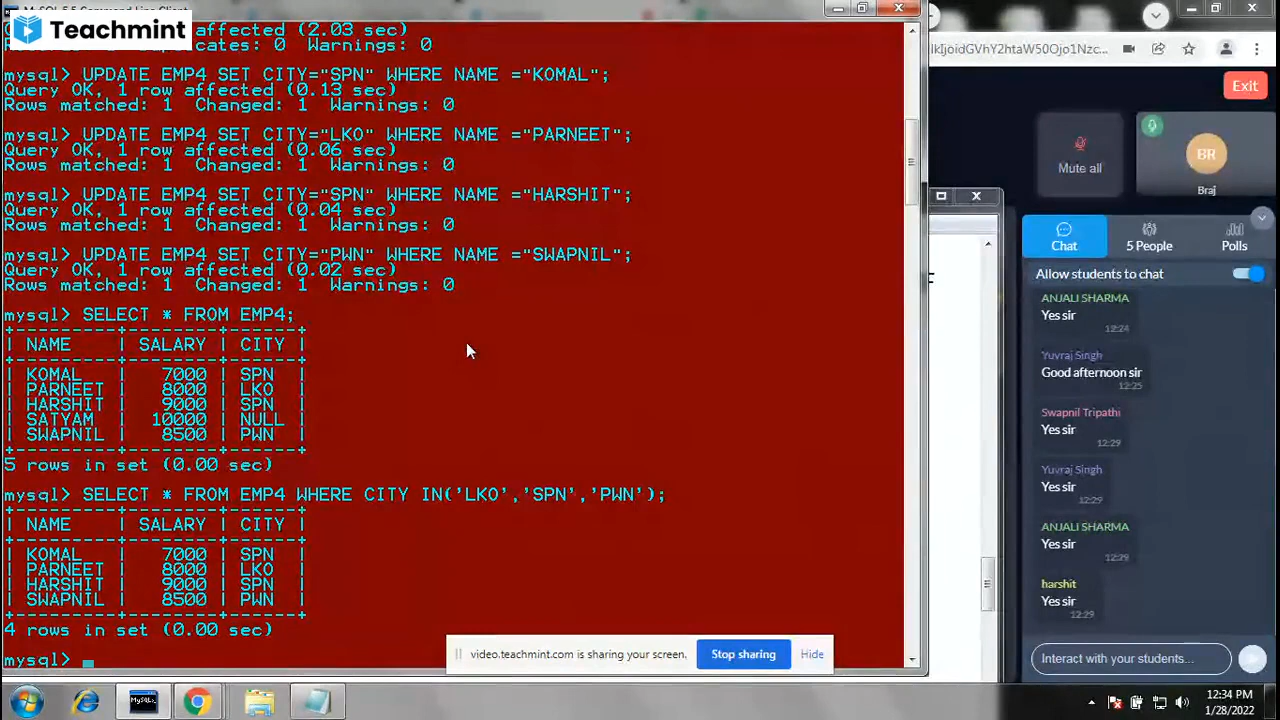 Teachmint
affected (2.03 sec)
Warnings: 0
mysql> UPDATE EMP4 SET CITY="SPN" WHERE NAME ="KOMAL";
Query OK, 1 row affected (0.13 sec)
Rows matched: 1  Changed: 1  Warnings: 0
mysql> UPDATE EMP4 SET CITY="LKO" WHERE NAME ="PARNEET";
Query OK, 1 row affected (0.06 sec)
Rows matched: 1  Changed: 1  Warnings: 0
mysql> UPDATE EMP4 SET CITY="SPN" WHERE NAME ="HARSHIT";
Query OK, 1 row affected (0.04 sec)
Rows matched: 1  Changed: 1  Warnings: 0
mysql> UPDATE EMP4 SET CITY="PWN" WHERE NAME ="SWAPNIL";
Query OK, 1 row affected (0.02 sec)
Rows matched: 1  Changed: 1  Warnings: 0
mysql> SELECT * FROM EMP4;
| NAME | SALARY | CITY |
| KOMAL | 7000 | SPN |
| PARNEET | 8000 | LKO |
| HARSHIT | 9000 | SPN |
| SATYAM | 10000 | NULL |
| SWAPNIL | 8500 | PWN |
5 rows in set (0.00 sec)
mysql> SELECT * FROM EMP4 WHERE CITY IN('LKO','SPN','PWN');
| NAME | SALARY | CITY |
| KOMAL | 7000 | SPN |
| PARNEET | 8000 | LKO |
| HARSHIT | 9000 | SPN |
| SWAPNIL | 8500 | PWN |
4 rows in set (0.00 sec)
mysql>
video.teachmint.com is sharing your screen.
Stop sharing
Hide
lkIjoidGVhY2htaW50Ojo1Nzc...
Exit
Mute all
BR
Braj
Chat
5 People
Polls
Allow students to chat
ANJALI SHARMA
Yes sir
12:24
Yuvraj Singh
Good afternoon sir
12:25
Swapnil Tripathi
Yes sir
12:29
Yuvraj Singh
Yes sir
12:29
ANJALI SHARMA
Yes sir
12:29
harshit
Yes sir
12:29
Interact with your students...
MySQL
12:34 PM
1/28/2022